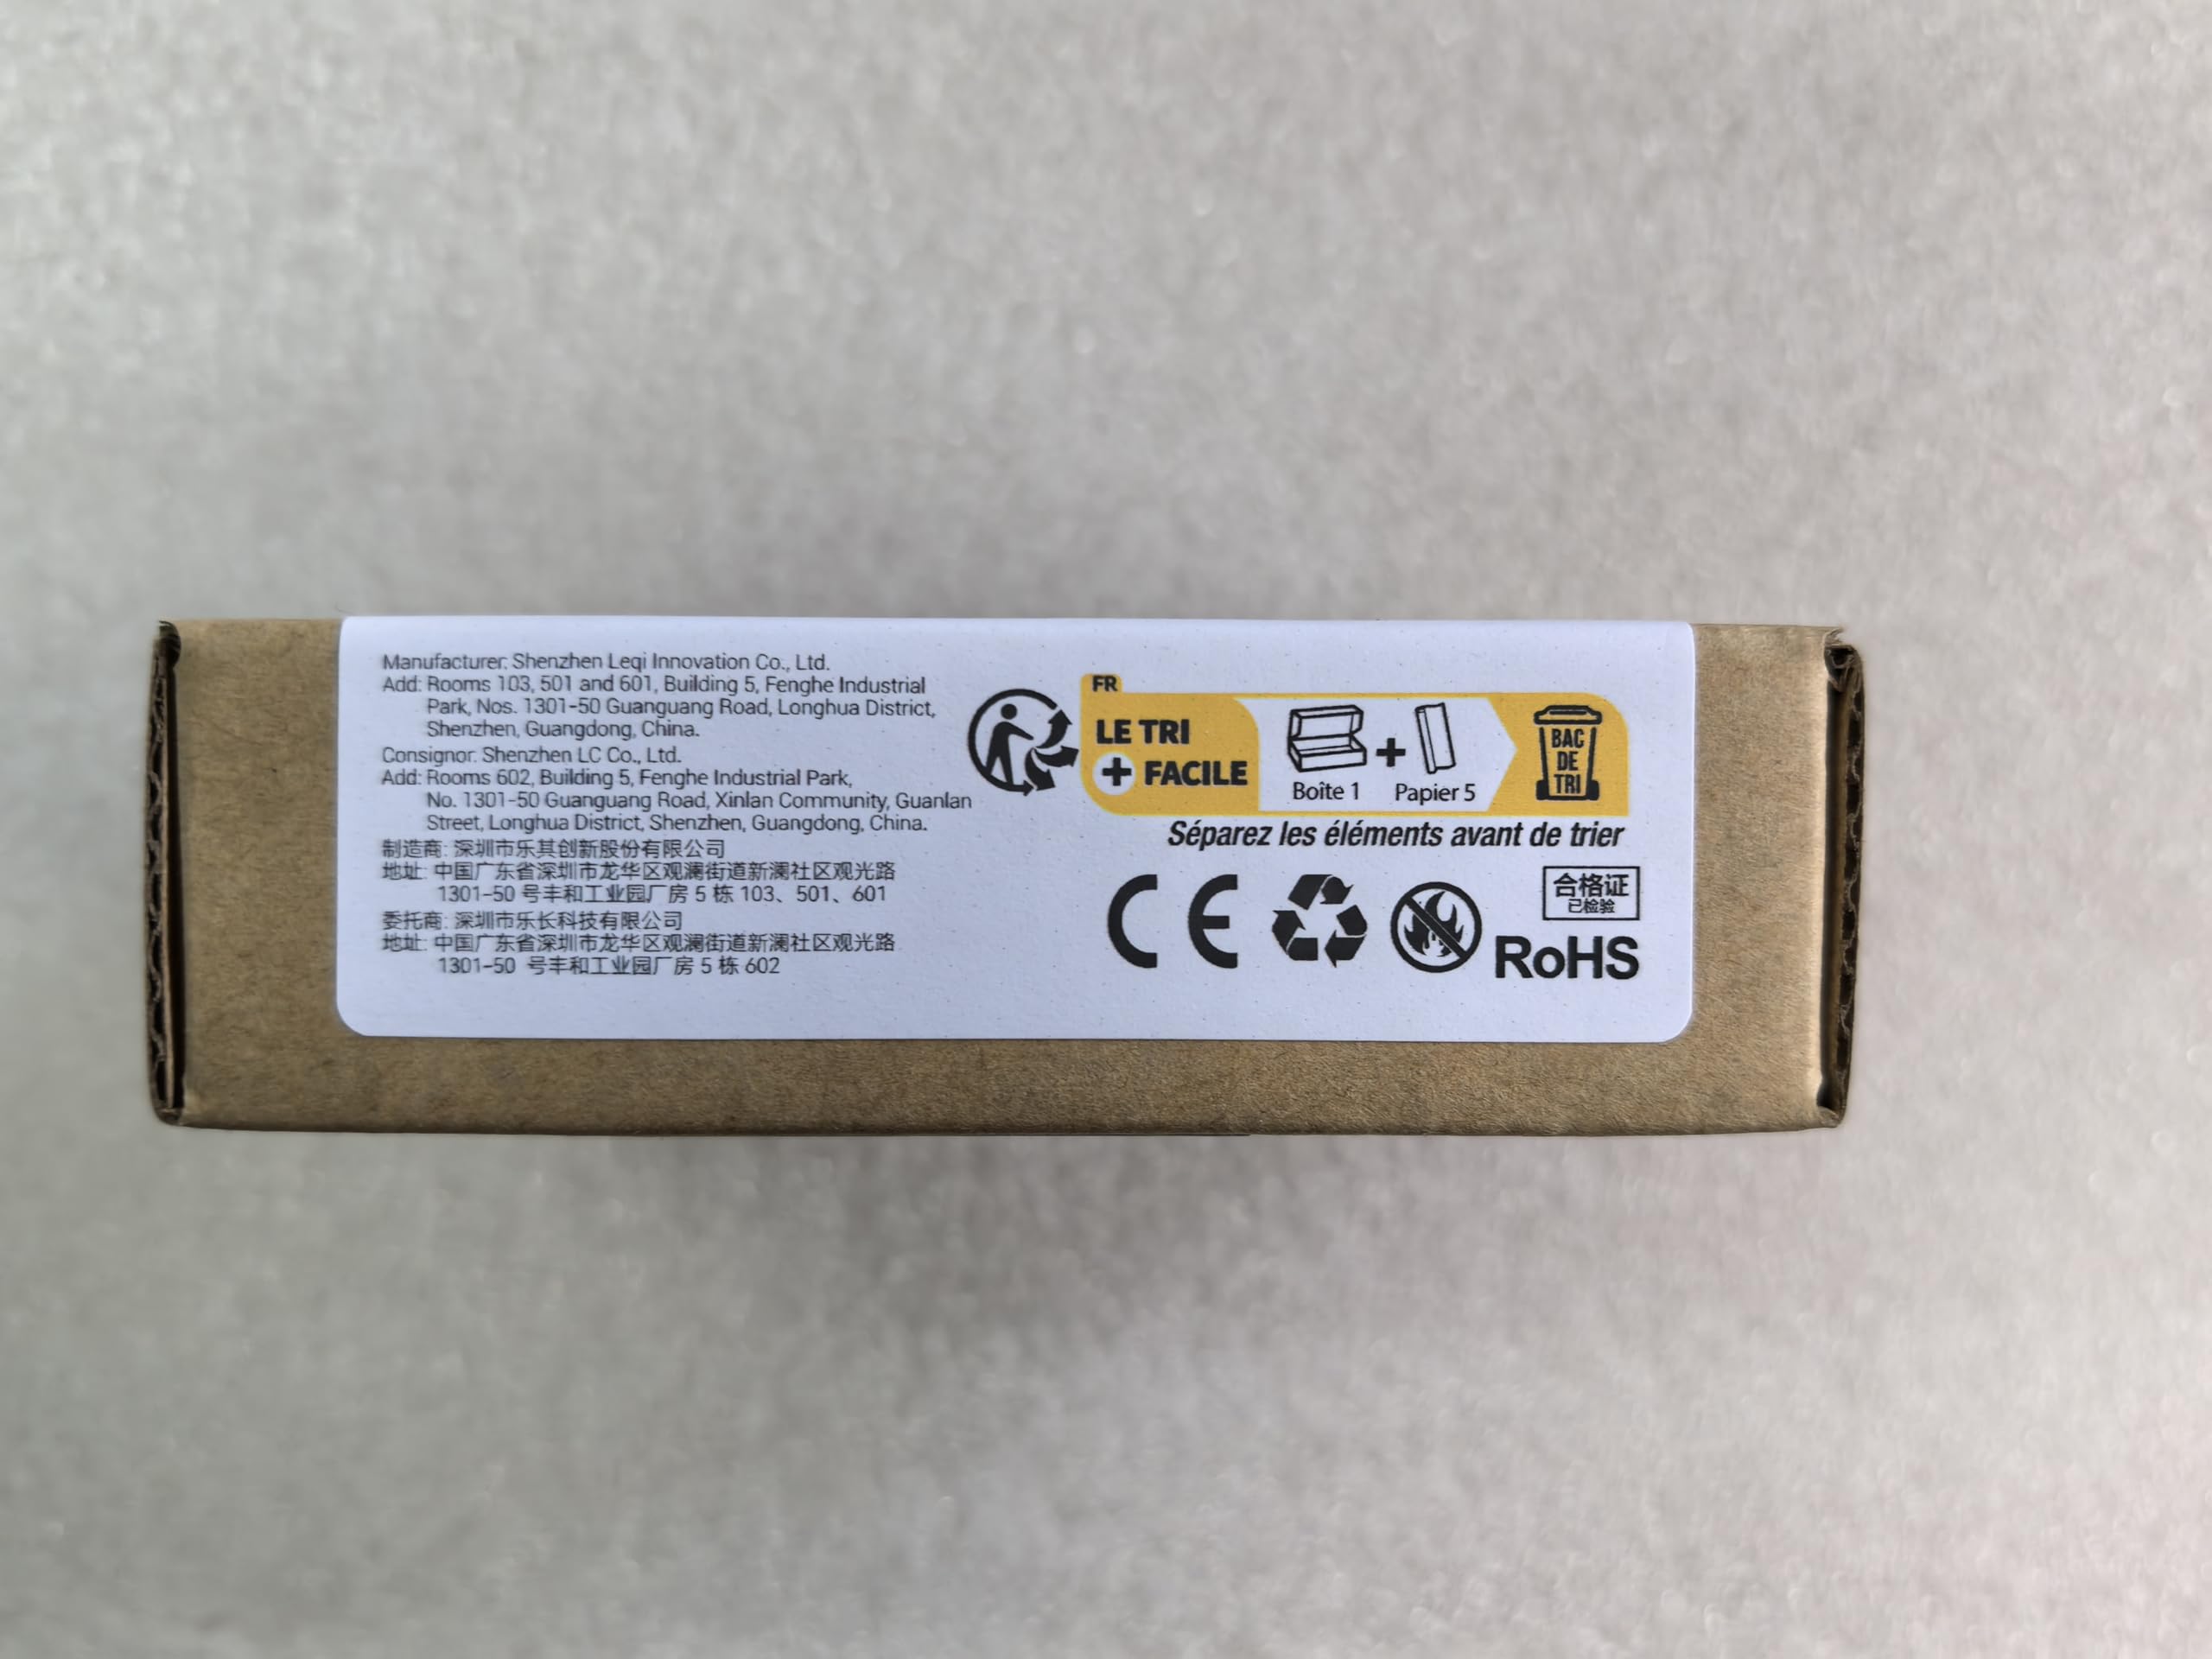 Manufacturer: Shenzhen Leqi Innovation Co., Ltd.
Add: Rooms 103, 501 and 601, Building 5, Fenghe Industrial
Park, Nos. 1301-50 Guanguang Road, Longhua District,
Shenzhen, Guangdong, China.
Consignor: Shenzhen LC Co., Ltd.
Add: Rooms 602, Building 5, Fenghe Industrial Park,
No. 1301-50 Guanguang Road, Xinlan Community, Guanlan
Street, Longhua District, Shenzhen, Guangdong, China.
制造商: 深圳市乐其创新股份有限公司
地址: 中国广东省深圳市龙华区观澜街道新澜社区观光路
1301-50 号丰和工业园厂房 5 栋 103、501、601
委托商: 深圳市乐长科技有限公司
地址: 中国广东省深圳市龙华区观澜街道新澜社区观光路
1301-50 号丰和工业园厂房 5 栋 602
FR
LE TRI
+ FACILE
Boîte 1 + Papier 5
BAC
DE
TRI
Séparez les éléments avant de trier
CE
合格证
已检验
RoHS